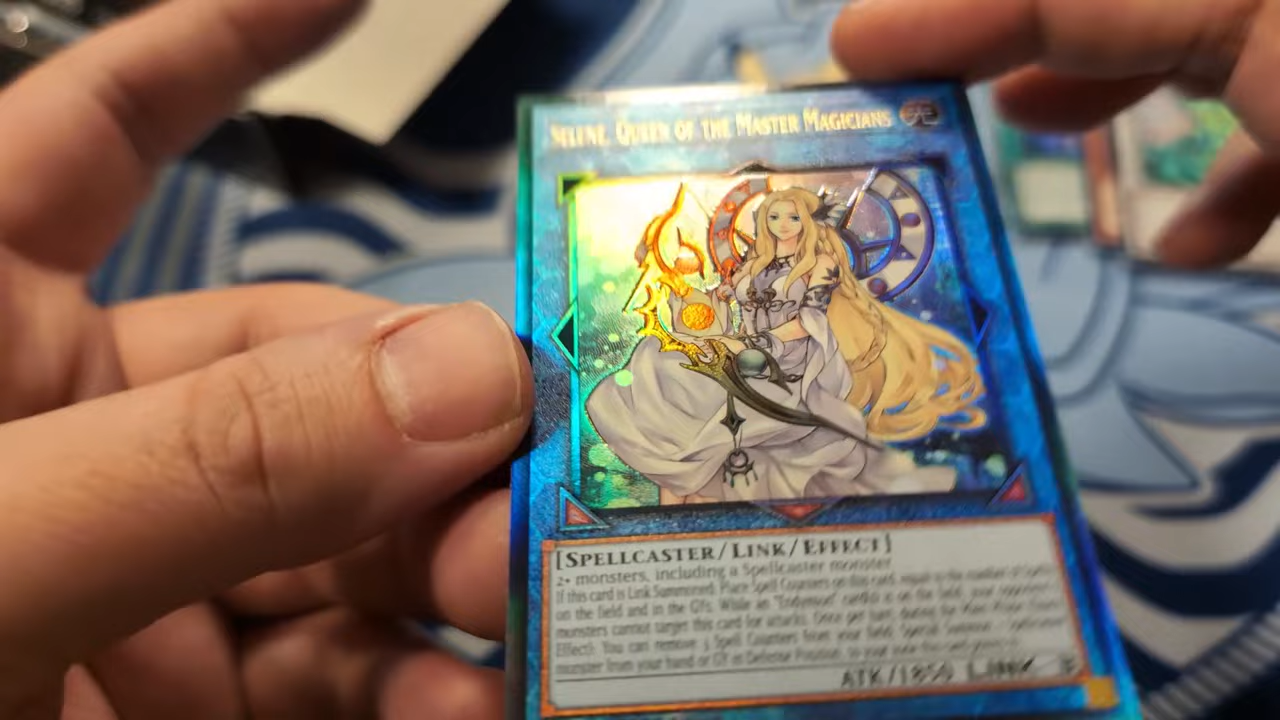 SELENE, QUEEN OF THE MASTER MAGICIANS
[SPELLCASTER/LINK/EFFECT]
2+ monsters, including a Spellcaster monster
If this card is Link Summoned: Place Spell Counters on this card, equal to the number of
on the field and in the GYs. While an "Endymion" card(s) is on the field, your opponent's
monsters cannot target this card for attacks. Once per turn, during the Main Phase
Effect): You can remove 3 Spell Counters from your field; Special Summon 1 Spellcaster
monster from your hand or GY in Defense Position, to your zone this card points to.
ATK/1850 LINK-3